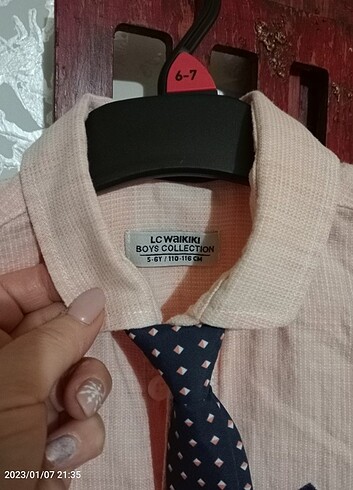 6-7
LC WAIKIKI
BOYS COLLECTION
5-6Y / 110-116 CM
2023/01/07 21:35